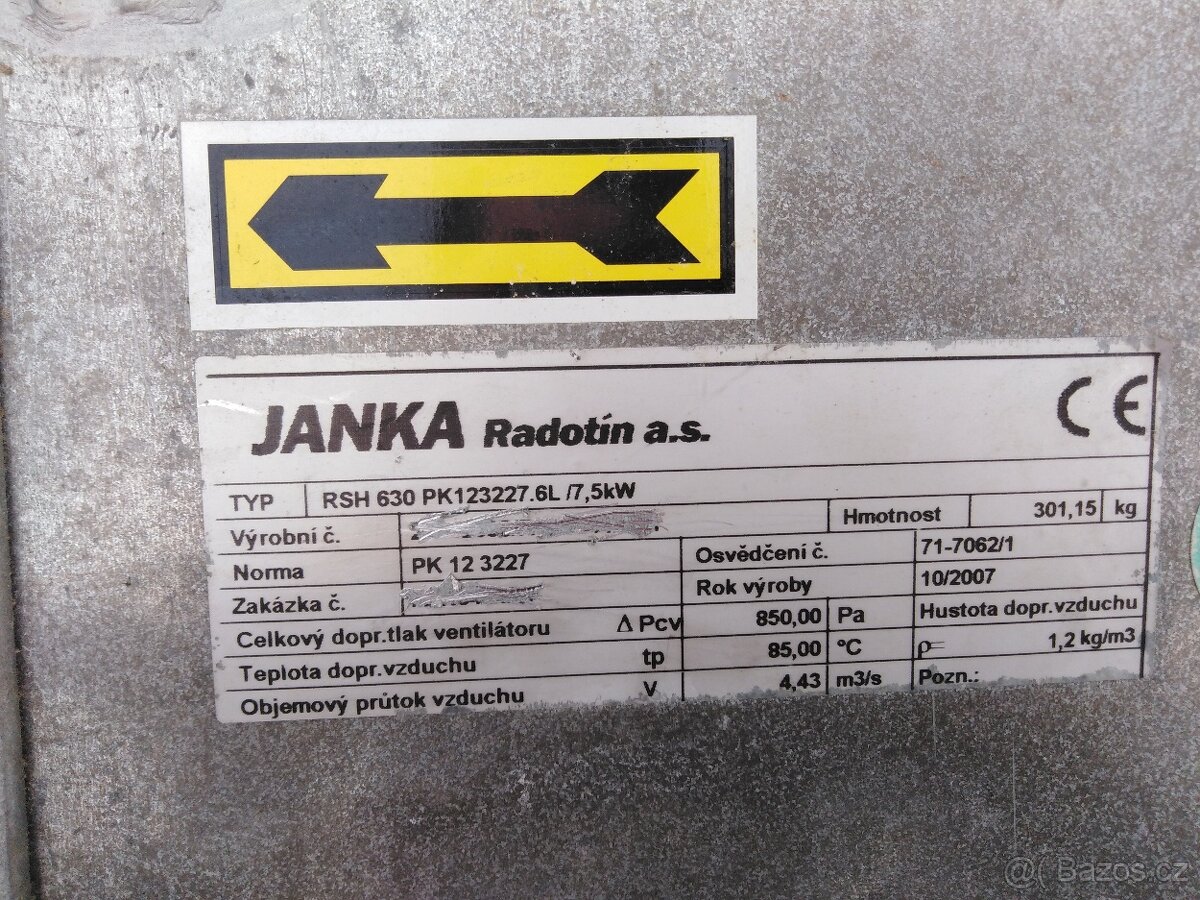 JANKA Radotín a.s. CE
TYP RSH 630 PK123227.6L /7,5kW
Výrobní č. Hmotnost 301,15 kg
Norma PK 12 3227 Osvědčení č. 71-7062/1
Zakázka č. Rok výroby 10/2007
Celkový dopr.tlak ventilátoru Δ Pcv 850,00 Pa Hustota dopr.vzduchu
Teplota dopr.vzduchu tp 85,00 °C ρ= 1,2 kg/m3
Objemový průtok vzduchu V 4,43 m3/s Pozn.:
@( Bazos.cz